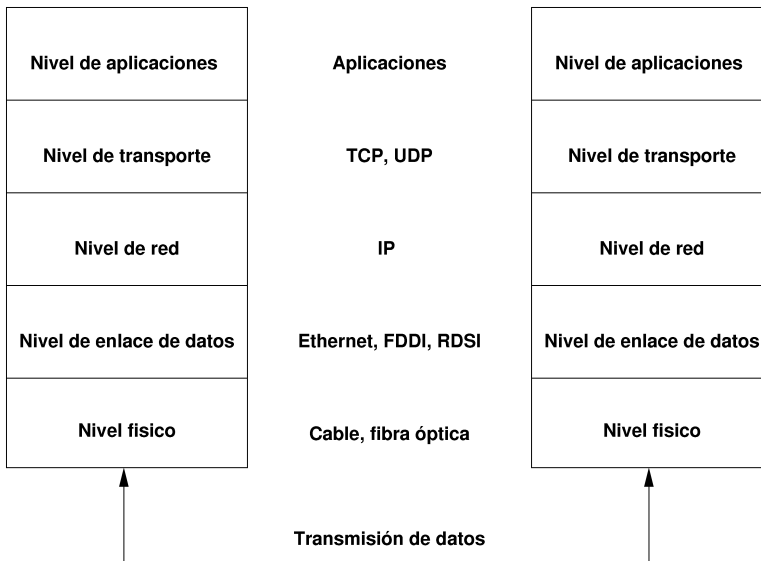 Nivel de aplicaciones Aplicaciones Nivel de aplicaciones
Nivel de transporte TCP, UDP Nivel de transporte
Nivel de red IP Nivel de red
Nivel de enlace de datos Ethernet, FDDI, RDSI Nivel de enlace de datos
Nivel fisico Cable, fibra óptica Nivel fisico
Transmisión de datos